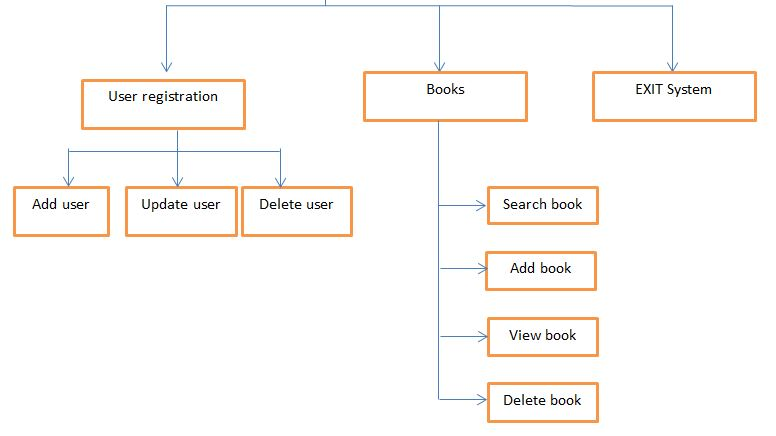 User registration
Books
EXIT System
Add user
Update user
Delete user
Search book
Add book
View book
Delete book